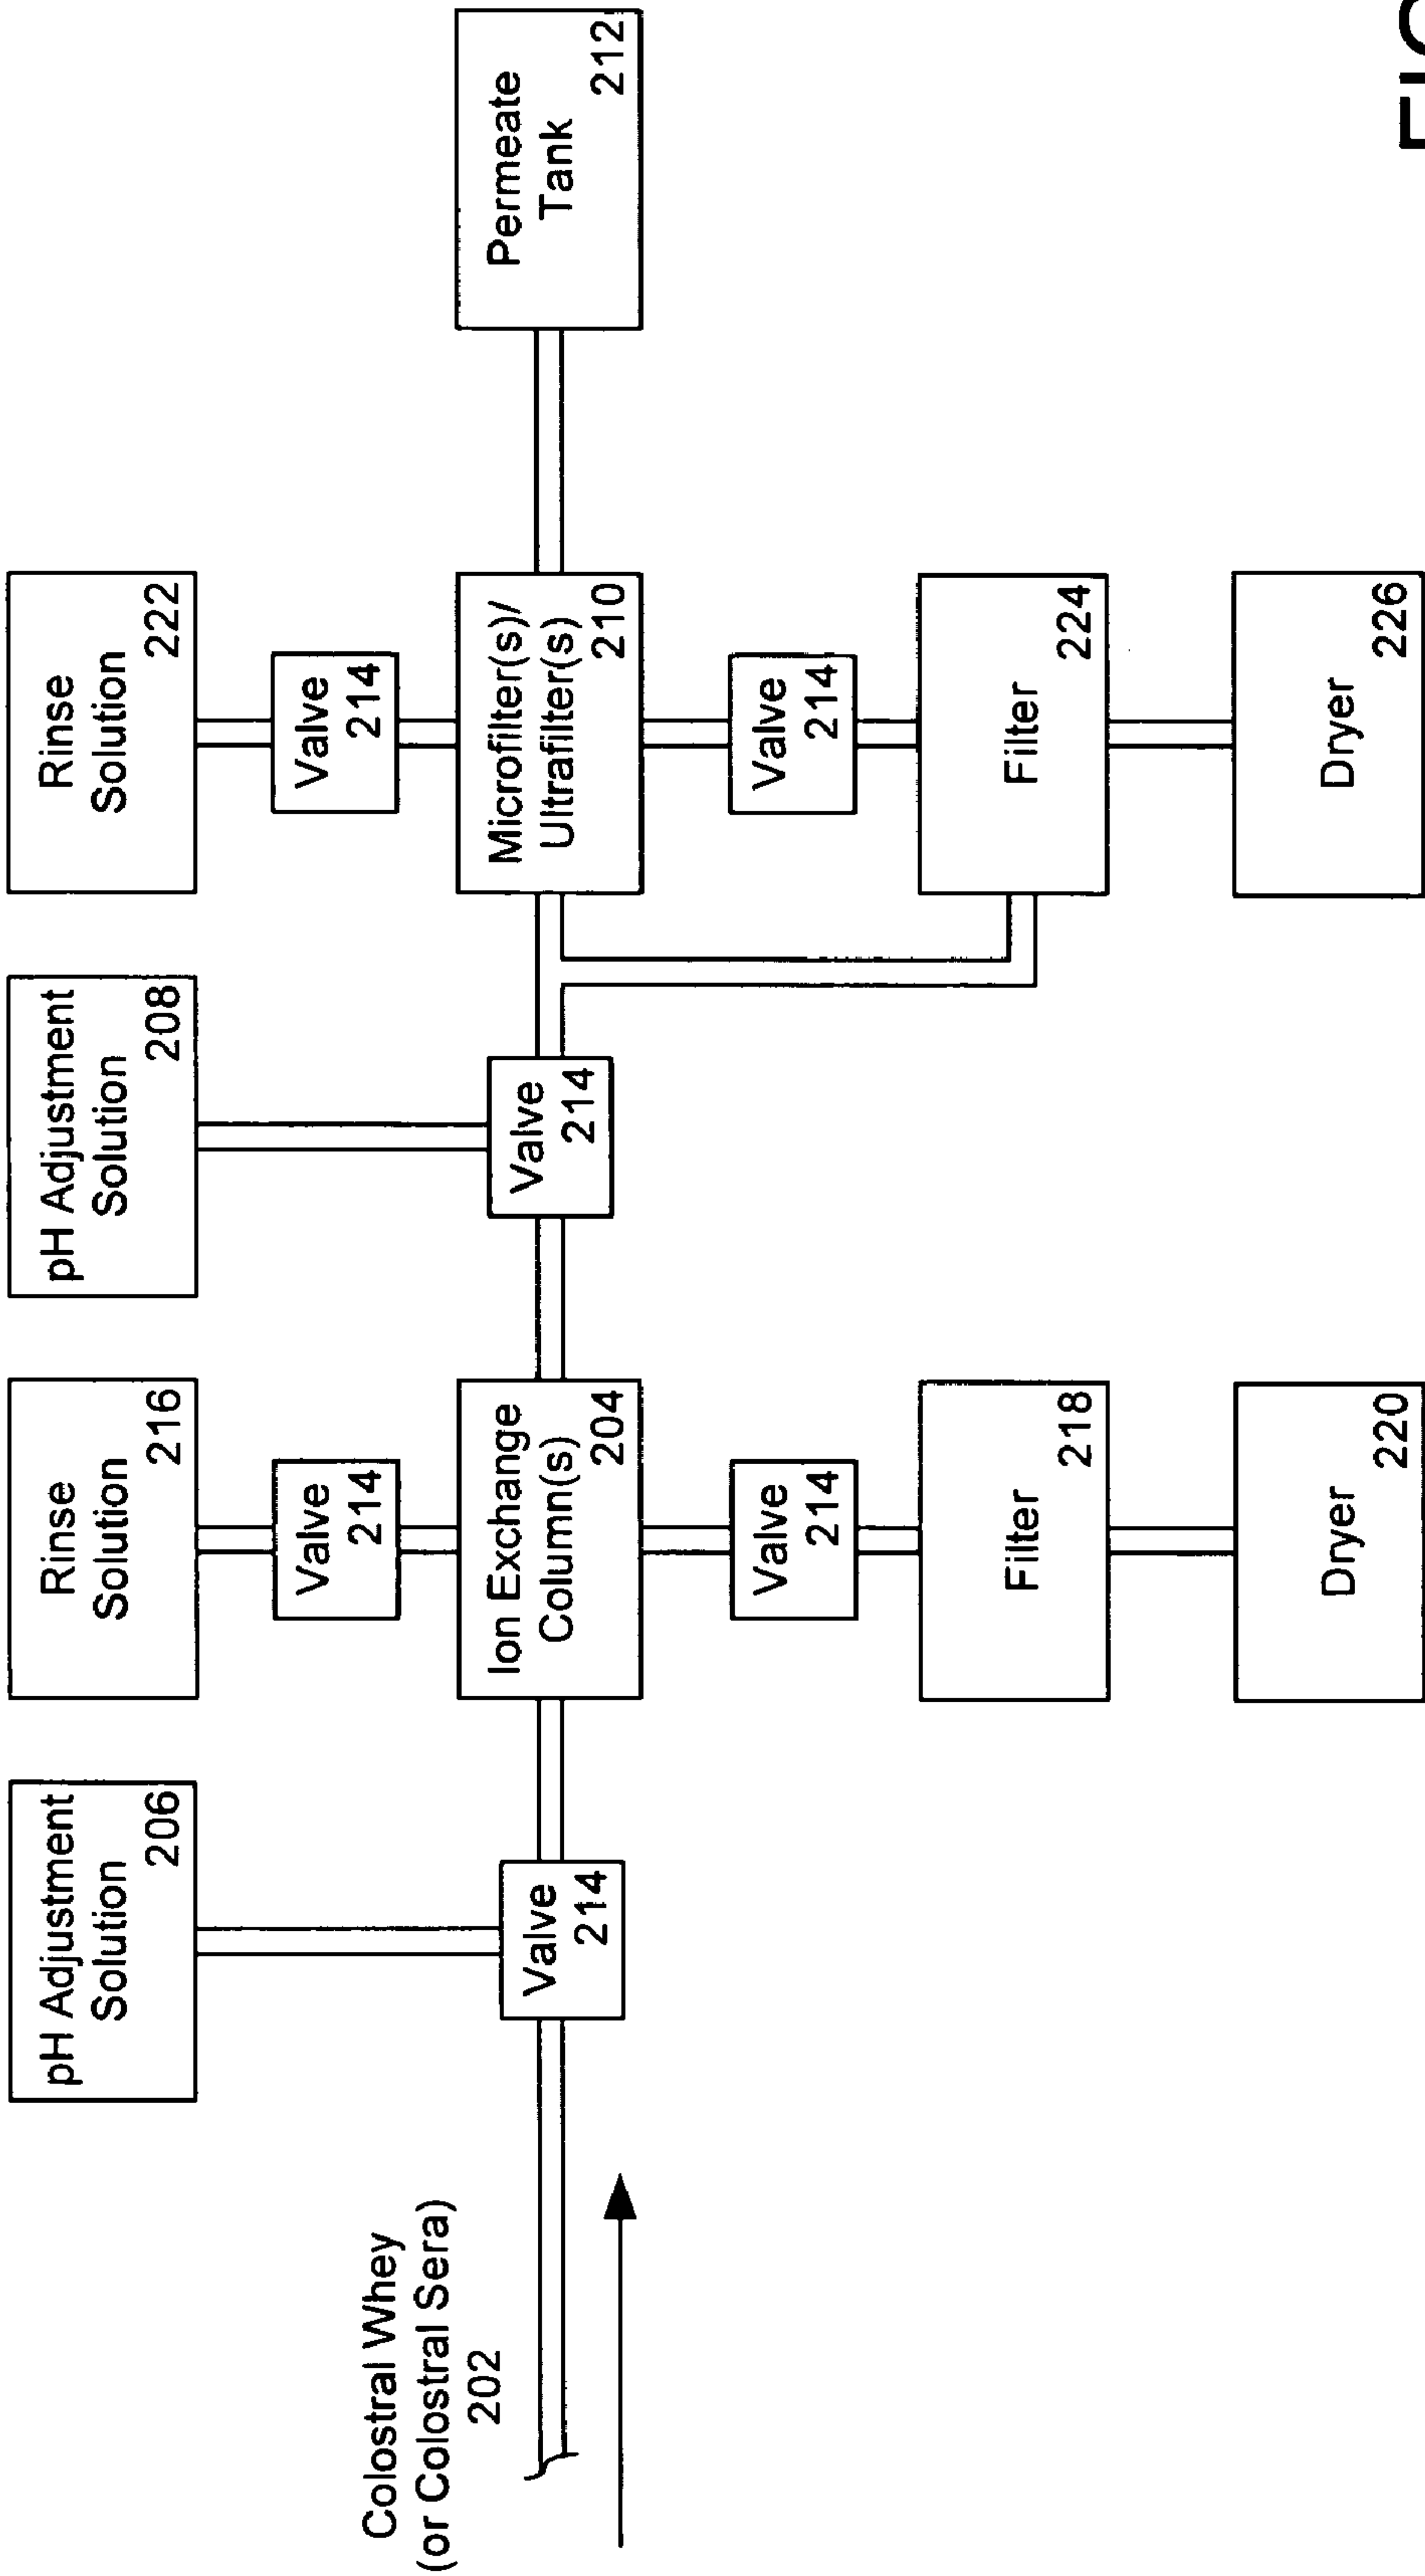 pH Adjustment
Solution
206
Rinse
Solution
216
pH Adjustment
Solution
208
Rinse
Solution
222
Valve
214
Valve
214
Colostral Whey
(or Colostral Sera)
202
Valve
214
Ion Exchange
Column(s)
204
Valve
214
Microfilter(s)/
Ultrafilter(s)
210
Permeate
Tank
212
Valve
214
Valve
214
Filter
218
Filter
224
Dryer
220
Dryer
226